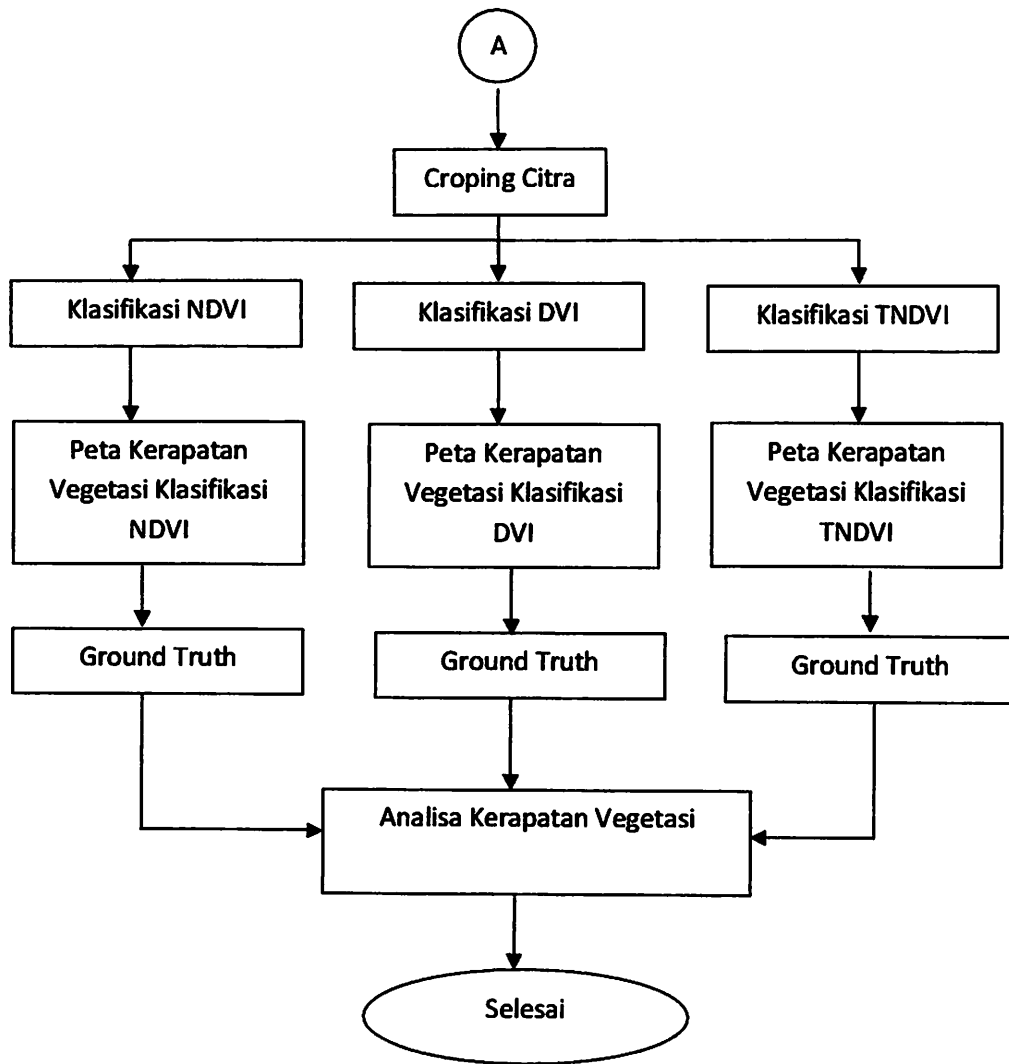 A
Croping Citra
Klasifikasi NDVI
Klasifikasi DVI
Klasifikasi TNDVI
Peta Kerapatan
Vegetasi Klasifikasi
NDVI
Peta Kerapatan
Vegetasi Klasifikasi
DVI
Peta Kerapatan
Vegetasi Klasifikasi
TNDVI
Ground Truth
Ground Truth
Ground Truth
Analisa Kerapatan Vegetasi
Selesai